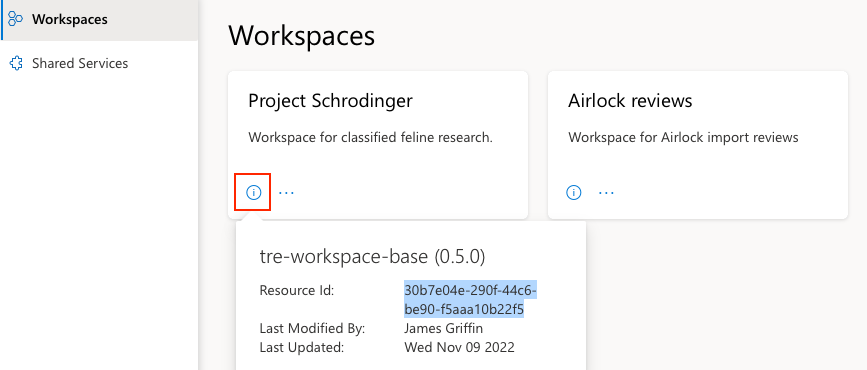 Workspaces
Shared Services
Workspaces
Project Schrodinger
Workspace for classified feline research.
Airlock reviews
Workspace for Airlock import reviews
tre-workspace-base (0.5.0)
Resource Id: 30b7e04e-290f-44c6-
be90-f5aaa10b22f5
Last Modified By: James Griffin
Last Updated: Wed Nov 09 2022